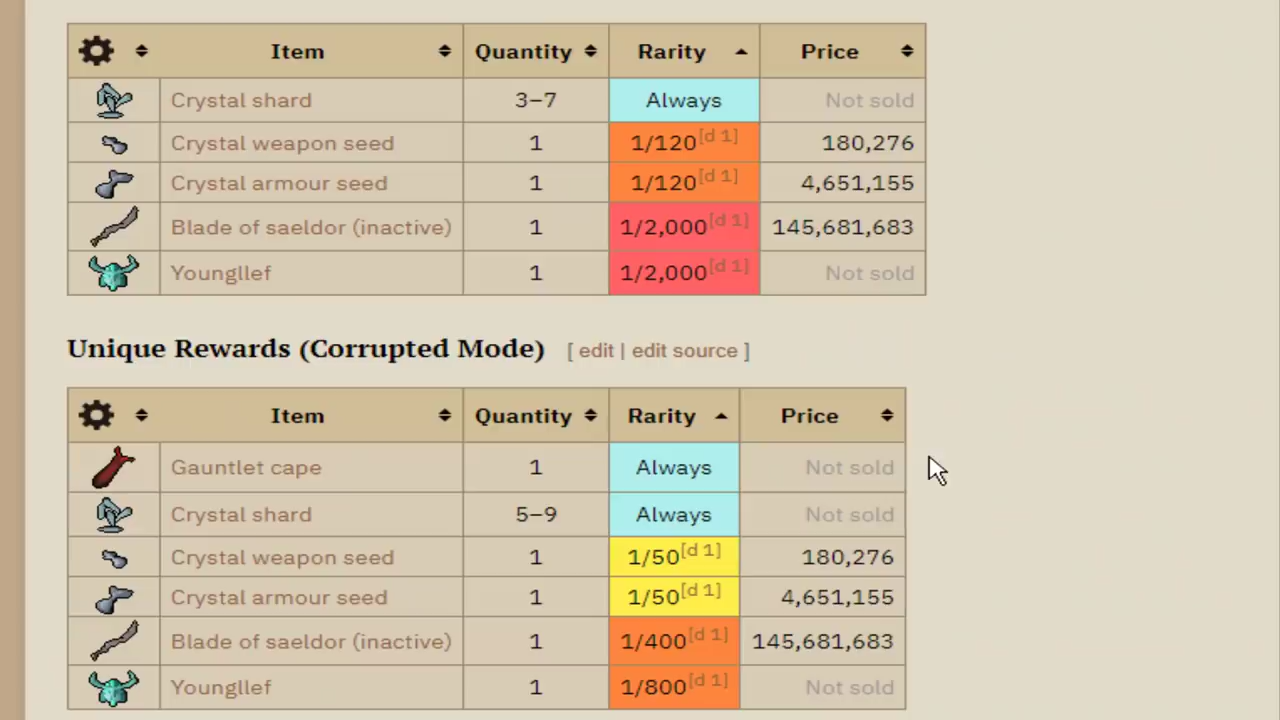 Item Quantity Rarity Price
Crystal shard 3–7 Always Not sold
Crystal weapon seed 1 1/120[d 1] 180,276
Crystal armour seed 1 1/120[d 1] 4,651,155
Blade of saeldor (inactive) 1 1/2,000[d 1] 145,681,683
Youngllef 1 1/2,000[d 1] Not sold
Unique Rewards (Corrupted Mode) [ edit | edit source ]
Item Quantity Rarity Price
Gauntlet cape 1 Always Not sold
Crystal shard 5–9 Always Not sold
Crystal weapon seed 1 1/50[d 1] 180,276
Crystal armour seed 1 1/50[d 1] 4,651,155
Blade of saeldor (inactive) 1 1/400[d 1] 145,681,683
Youngllef 1 1/800[d 1] Not sold